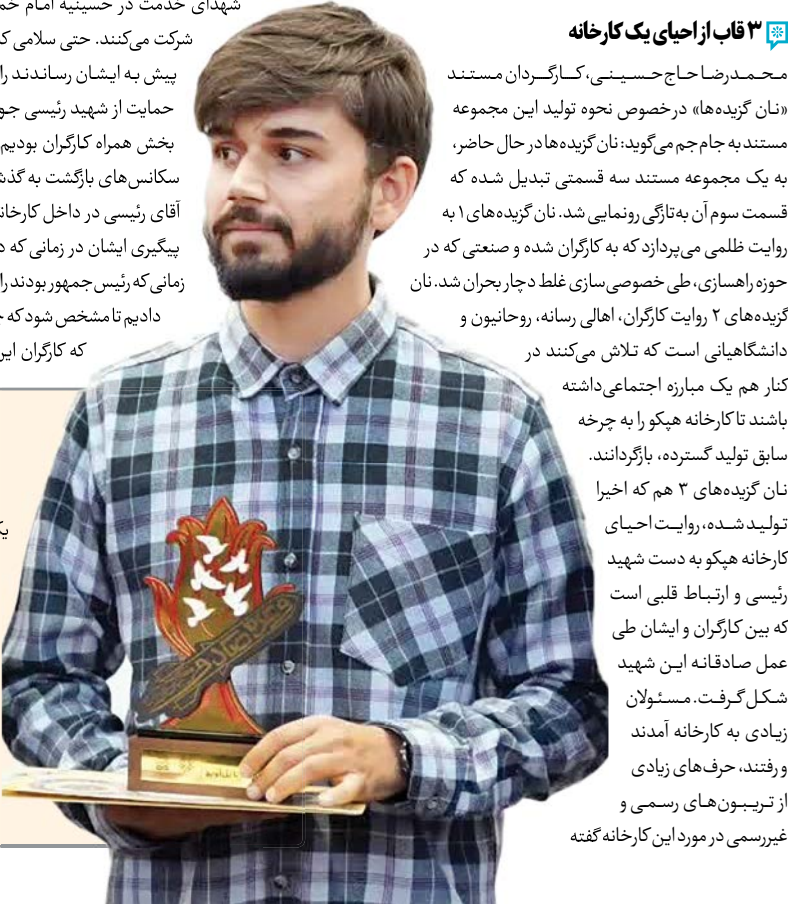 ۳ قاب از احیای یک کارخانه
محمدرضا حاج‌حسینی، کارگردان مستند
«نان گزیده‌ها» درخصوص نحوه تولید این مجموعه
مستند به جام‌جم می‌گوید: نان گزیده‌ها در حال حاضر،
به یک مجموعه مستند سه قسمتی تبدیل شده که
قسمت سوم آن به‌تازگی رونمایی شد. نان گزیده‌های ۱ به
روایت ظلمی می‌پردازد که به کارگران شده و صنعتی که در
حوزه راهسازی، طی خصوصی‌سازی غلط دچار بحران شد. نان
گزیده‌های ۲ روایت کارگران، اهالی رسانه، روحانیون و
دانشگاهیانی است که تلاش می‌کنند در
کنار هم یک مبارزه اجتماعی‌داشته
باشند تا کارخانه هپکو را به چرخه
سابق تولید گسترده، بازگردانند.
نان گزیده‌های ۳ هم که اخیرا
تولید شده، روایت احیای
کارخانه هپکو به دست شهید
رئیسی و ارتباط قلبی است
که بین کارگران و ایشان طی
عمل صادقانه این شهید
شکل گرفت. مسئولان
زیادی به کارخانه آمدند
و رفتند، حرف‌های زیادی
از تریبون‌های رسمی و
غیررسمی در مورد این کارخانه گفته
شهدای خدمت در حسینیه امام
شرکت می‌کنند. حتی سلامی
پیش به ایشان رساندند
حمایت از شهید رئیسی
بخش همراه کارگران بودیم
سکانس‌های بازگشت به
آقای رئیسی در داخل
پیگیری ایشان در زمانی که
زمانی که رئیس‌جمهور بودند را
دادیم تا مشخص شود که
که کارگران